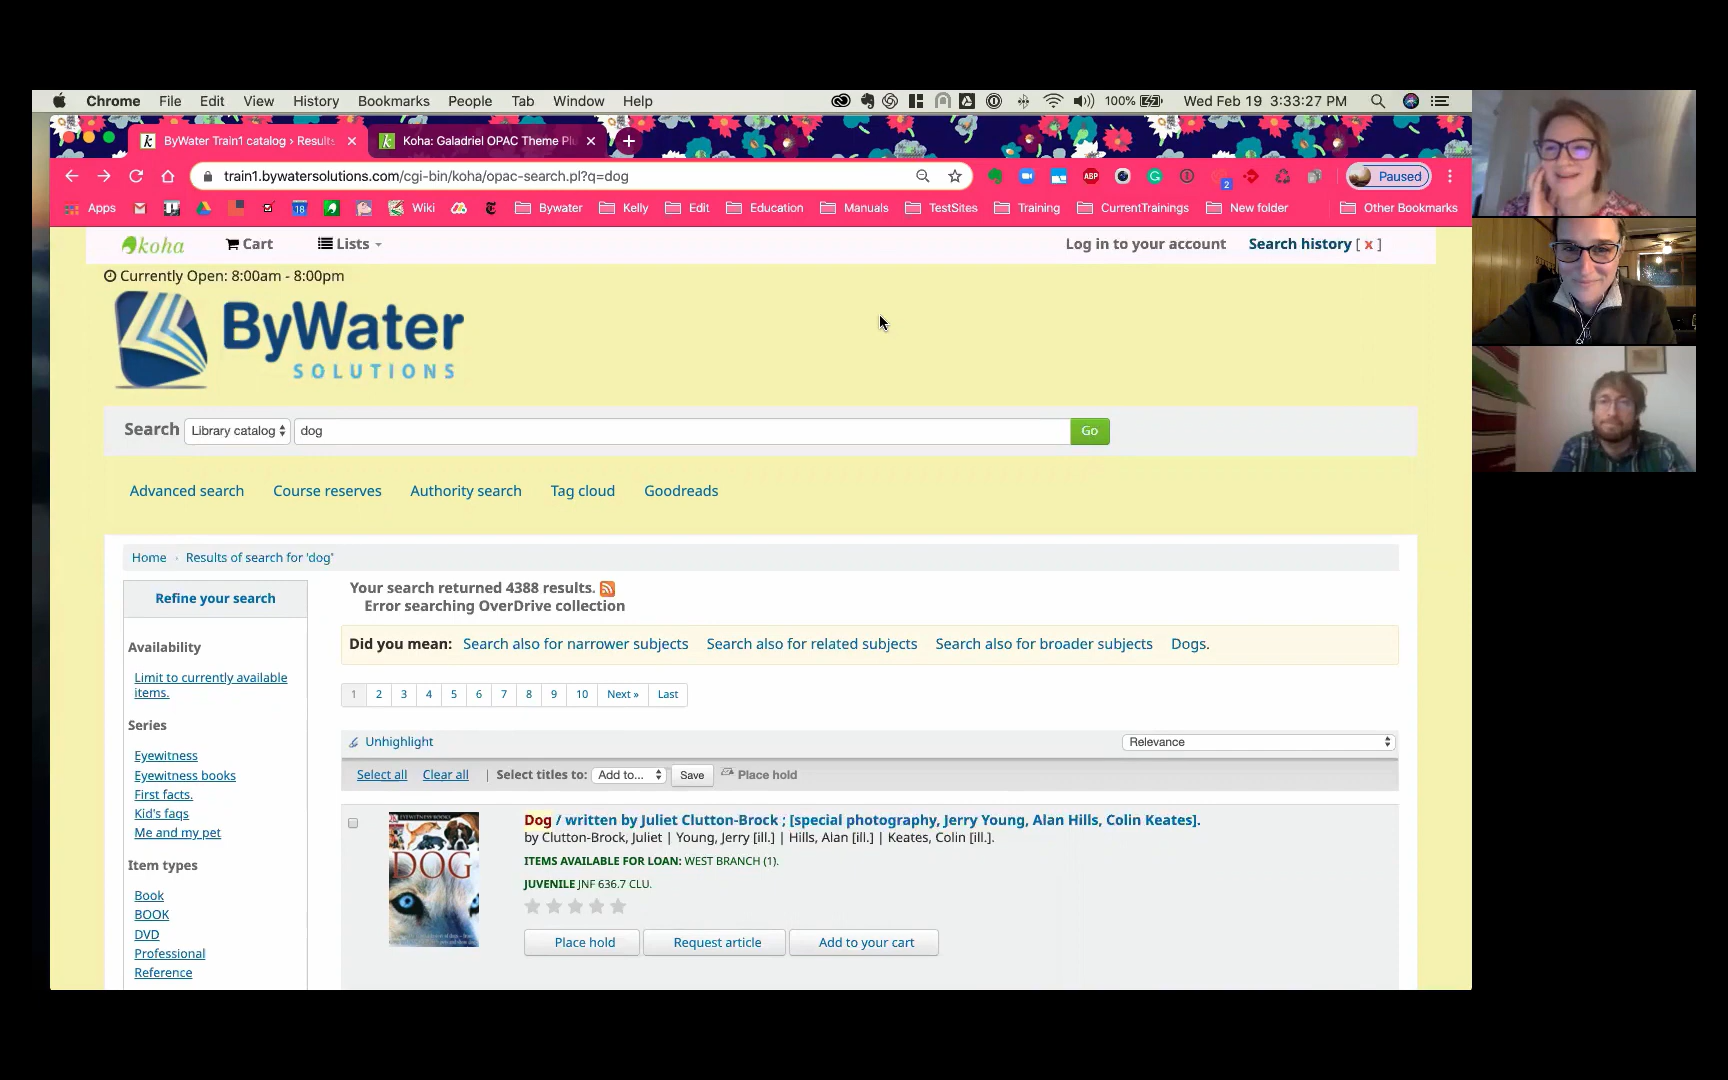 Chrome File Edit View History Bookmarks People Tab Window Help 100% Wed Feb 19 3:33:27 PM
ByWater Train1 catalog › Results Koha: Galadriel OPAC Theme Plu
train1.bywatersolutions.com/cgi-bin/koha/opac-search.pl?q=dog ABP 2 Paused
Apps 18 Wiki Bywater Kelly Edit Education Manuals TestSites Training CurrentTrainings New folder Other Bookmarks
koha Cart Lists Log in to your account Search history [ x ]
Currently Open: 8:00am - 8:00pm
ByWater
SOLUTIONS
Search Library catalog dog Go
Advanced search Course reserves Authority search Tag cloud Goodreads
Home Results of search for 'dog'
Refine your search
Availability
Limit to currently available
items.
Series
Eyewitness
Eyewitness books
First facts.
Kid's faqs
Me and my pet
Item types
Book
BOOK
DVD
Professional
Reference
Your search returned 4388 results.
Error searching OverDrive collection
Did you mean: Search also for narrower subjects Search also for related subjects Search also for broader subjects Dogs.
1 2 3 4 5 6 7 8 9 10 Next » Last
Unhighlight Relevance
Select all Clear all | Select titles to: Add to... Save Place hold
EYEWITNESS BOOKS
DOG
Dog / written by Juliet Clutton-Brock ; [special photography, Jerry Young, Alan Hills, Colin Keates].
by Clutton-Brock, Juliet | Young, Jerry [ill.] | Hills, Alan [ill.] | Keates, Colin [ill.].
ITEMS AVAILABLE FOR LOAN: WEST BRANCH (1).
JUVENILE JNF 636.7 CLU.
Place hold Request article Add to your cart